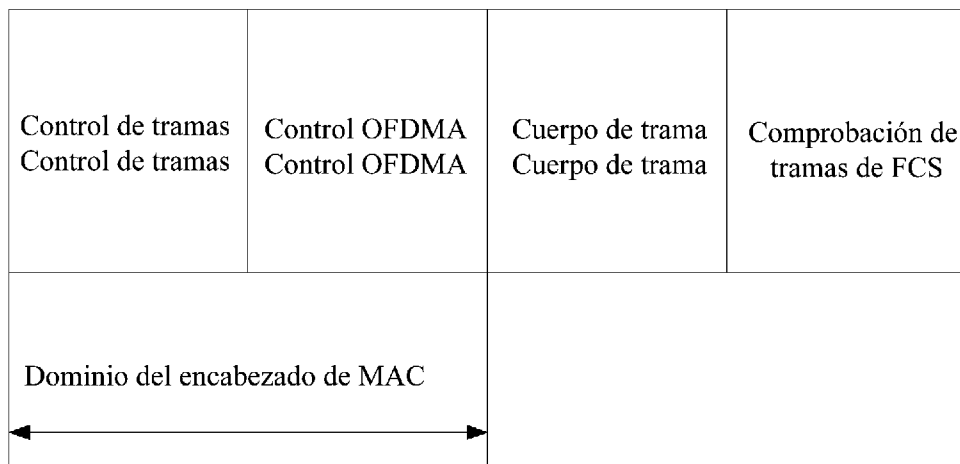 Control de tramas
Control de tramas
Control OFDMA
Control OFDMA
Cuerpo de trama
Cuerpo de trama
Comprobación de
tramas de FCS
Dominio del encabezado de MAC